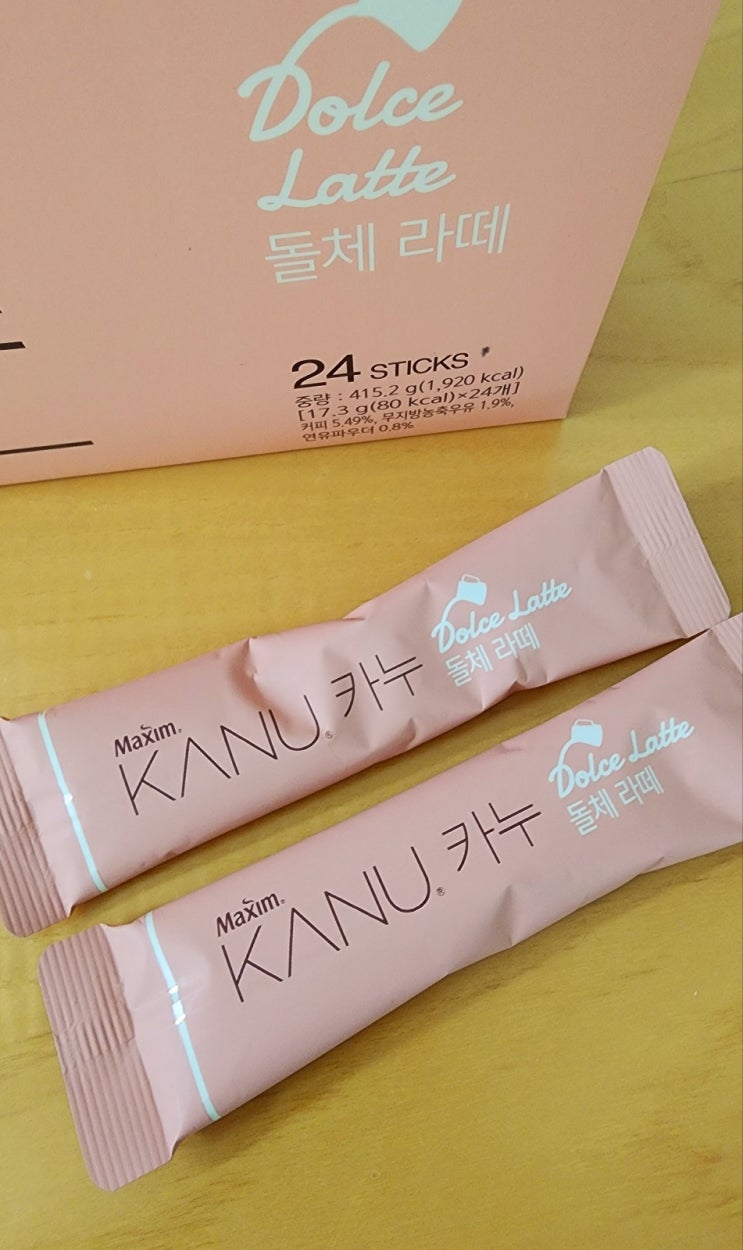 Dolce
Latte
돌체 라떼
24 STICKS
중량 : 415.2 g(1,920 kcal)
[17.3 g(80 kcal)×24개]
커피 5.49%, 무지방농축우유 1.9%,
연유파우더 0.8%
Maxim®
KANU® 카누
Dolce Latte
돌체 라떼
Maxim®
KANU® 카누
Dolce Latte
돌체 라떼